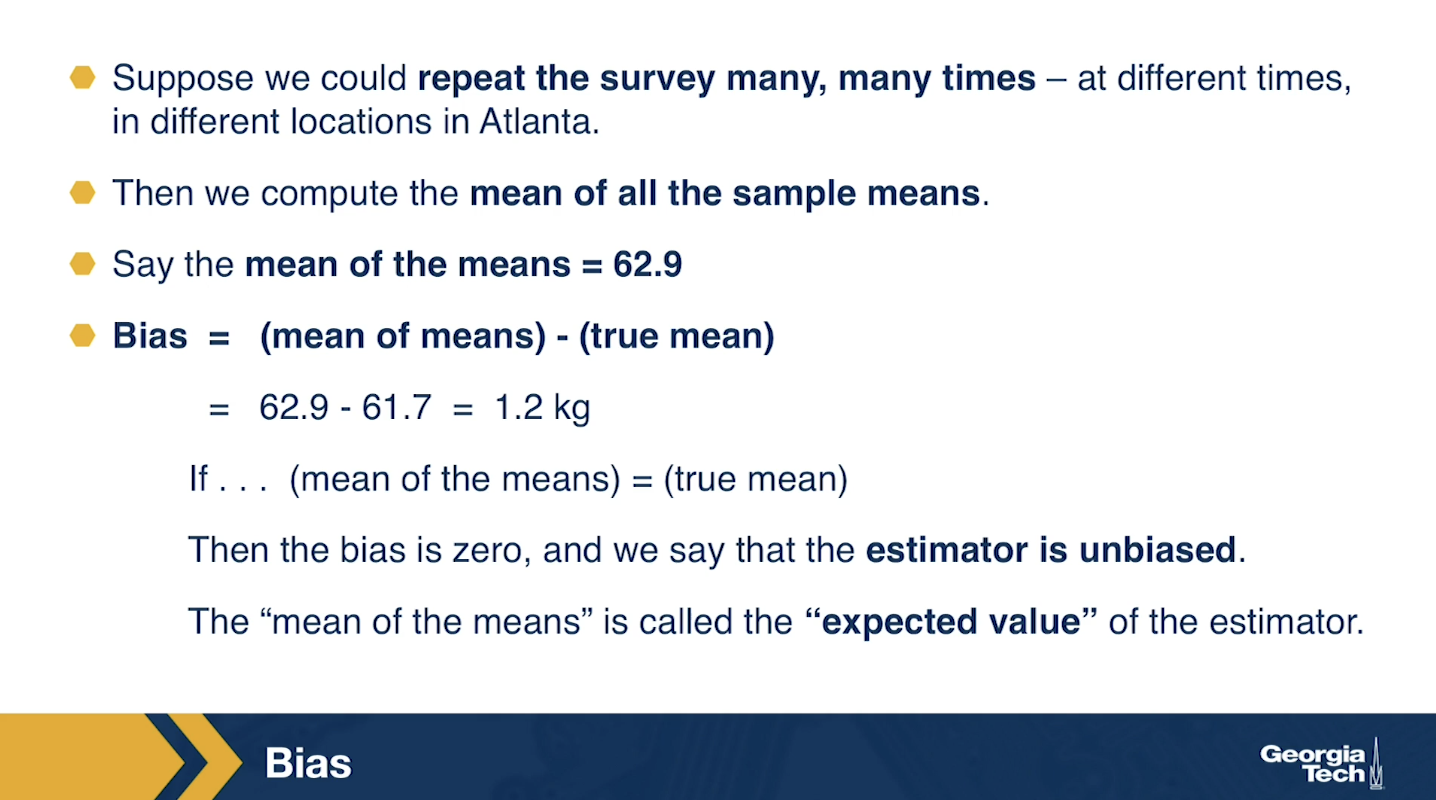 Suppose we could repeat the survey many, many times – at different times,
in different locations in Atlanta.
Then we compute the mean of all the sample means.
Say the mean of the means = 62.9
Bias = (mean of means) - (true mean)
= 62.9 - 61.7 = 1.2 kg
If . . . (mean of the means) = (true mean)
Then the bias is zero, and we say that the estimator is unbiased.
The “mean of the means” is called the “expected value” of the estimator.
Bias
Georgia
Tech